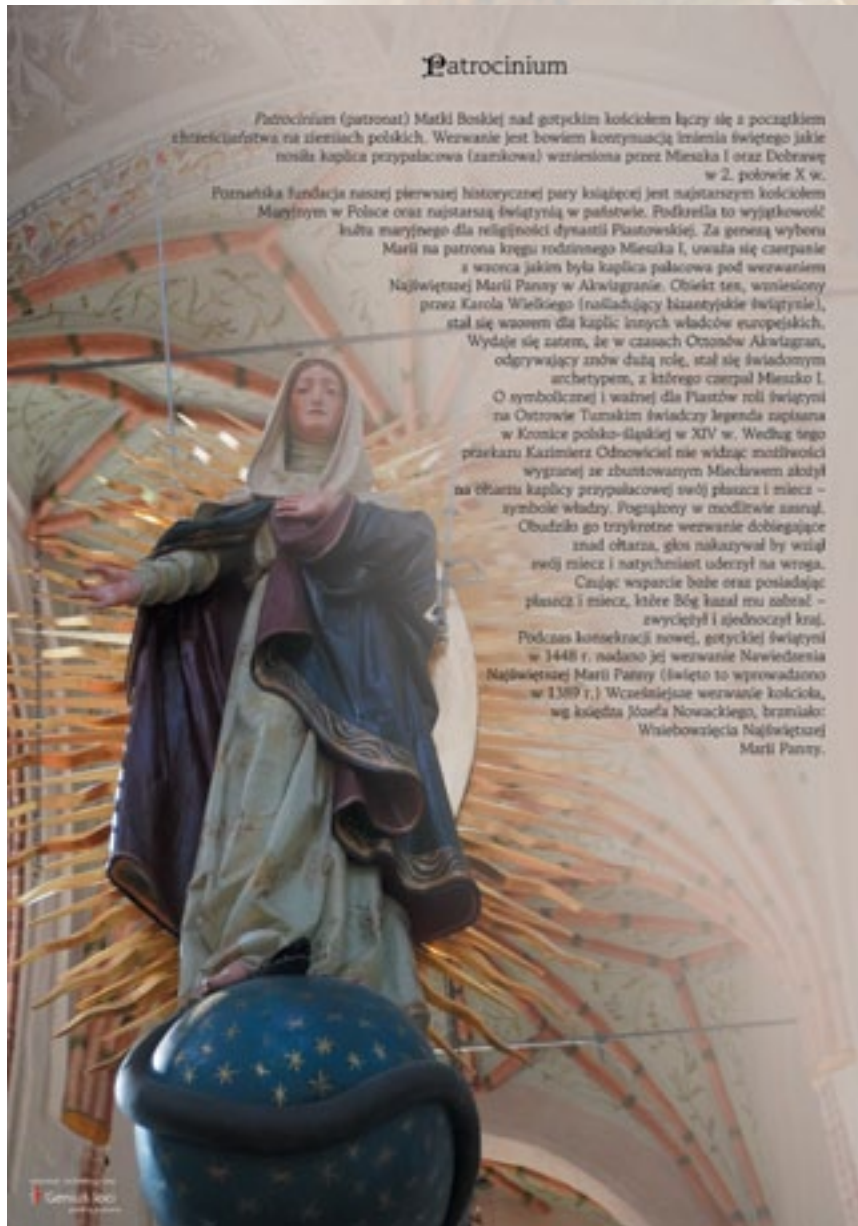 Patrocinium
Patrocinium (patronat) Matki Boskiej nad gotyckim kościołem łączy się z początkiem
chrześcijaństwa na ziemiach polskich. Wezwanie jest bowiem kontynuacją imienia świętego jakie
nosiła kaplica przypałacowa (zamkowa) wzniesiona przez Mieszka I oraz Dobrawę
w 2. połowie X w.
Poznańska fundacja naszej pierwszej historycznej pary książęcej jest najstarszym kościołem
Maryjnym w Polsce oraz najstarszą świątynią w państwie. Podkreśla to wyjątkowość
kultu maryjnego dla religijności dynastii Piastowskiej. Za genezę wyboru
Marii na patrona kręgu rodzinnego Mieszka I, uważa się czerpanie
z wzorca jakim była kaplica pałacowa pod wezwaniem
Najświętszej Marii Panny w Akwizgranie. Obiekt ten, wzniesiony
przez Karola Wielkiego (naśladujący bizantyjskie świątynie),
stał się wzorem dla kaplic innych władców europejskich.
Wydaje się zatem, że w czasach Ottonów Akwizgran,
odgrywający znów dużą rolę, stał się świadomym
archetypem, z którego czerpał Mieszko I.
O symbolicznej i ważnej dla Piastów roli świątyni
na Ostrowie Tumskim świadczy legenda zapisana
w Kronice polsko-śląskiej w XIV w. Według tego
przekazu Kazimierz Odnowiciel nie widząc możliwości
wygranej ze zbuntowanym Miecławem złożył
na ołtarzu kaplicy przypałacowej swój płaszcz i miecz –
symbole władzy. Pogrążony w modlitwie zasnął.
Obudziło go trzykrotne wezwanie dobiegające
znad ołtarza, głos nakazywał by wziął
swój miecz i natychmiast uderzył na wroga.
Czując wsparcie boże oraz posiadając
płaszcz i miecz, które Bóg kazał mu zabrać –
zwyciężył i zjednoczył kraj.
Podczas konsekracji nowej, gotyckiej świątyni
w 1448 r. nadano jej wezwanie Nawiedzenia
Najświętszej Marii Panny (święto to wprowadzono
w 1389 r.) Wcześniejsze wezwanie kościoła,
wg księdza Józefa Nowackiego, brzmiało:
Wniebowzięcia Najświętszej
Marii Panny.
Genius loci